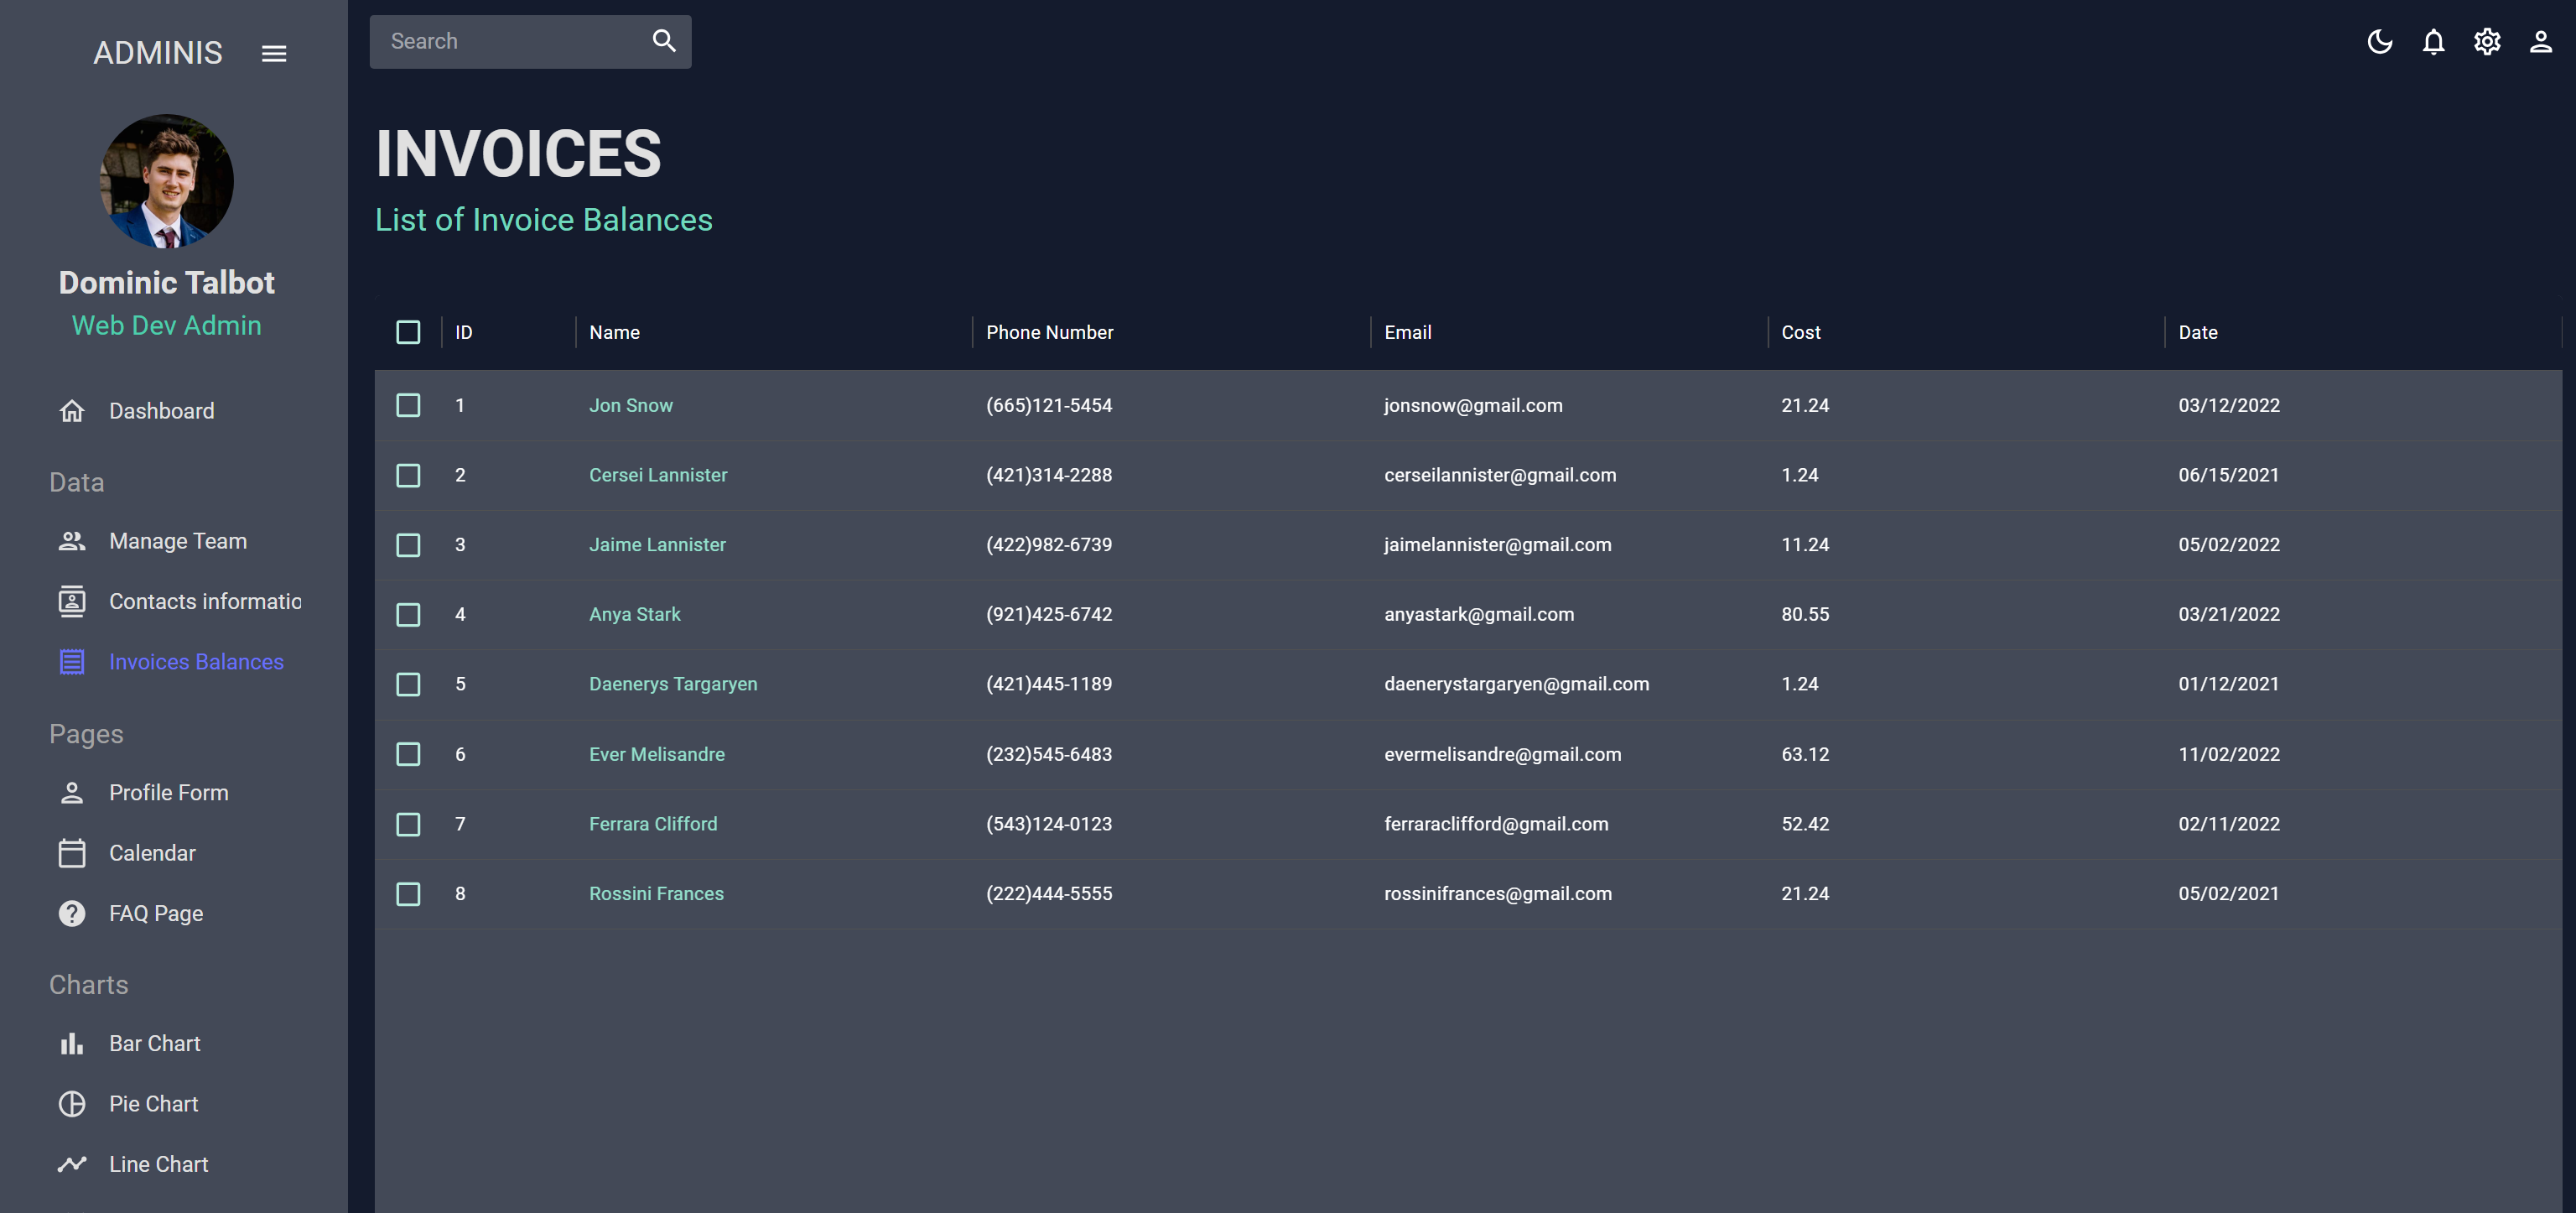 ADMINIS
Search
Dominic Talbot
Web Dev Admin
Dashboard
Data
Manage Team
Contacts informatio
Invoices Balances
Pages
Profile Form
Calendar
FAQ Page
Charts
Bar Chart
Pie Chart
Line Chart
INVOICES
List of Invoice Balances
ID Name Phone Number Email Cost Date
1 Jon Snow (665)121-5454 jonsnow@gmail.com 21.24 03/12/2022
2 Cersei Lannister (421)314-2288 cerseilannister@gmail.com 1.24 06/15/2021
3 Jaime Lannister (422)982-6739 jaimelannister@gmail.com 11.24 05/02/2022
4 Anya Stark (921)425-6742 anyastark@gmail.com 80.55 03/21/2022
5 Daenerys Targaryen (421)445-1189 daenerystargaryen@gmail.com 1.24 01/12/2021
6 Ever Melisandre (232)545-6483 evermelisandre@gmail.com 63.12 11/02/2022
7 Ferrara Clifford (543)124-0123 ferraraclifford@gmail.com 52.42 02/11/2022
8 Rossini Frances (222)444-5555 rossinifrances@gmail.com 21.24 05/02/2021